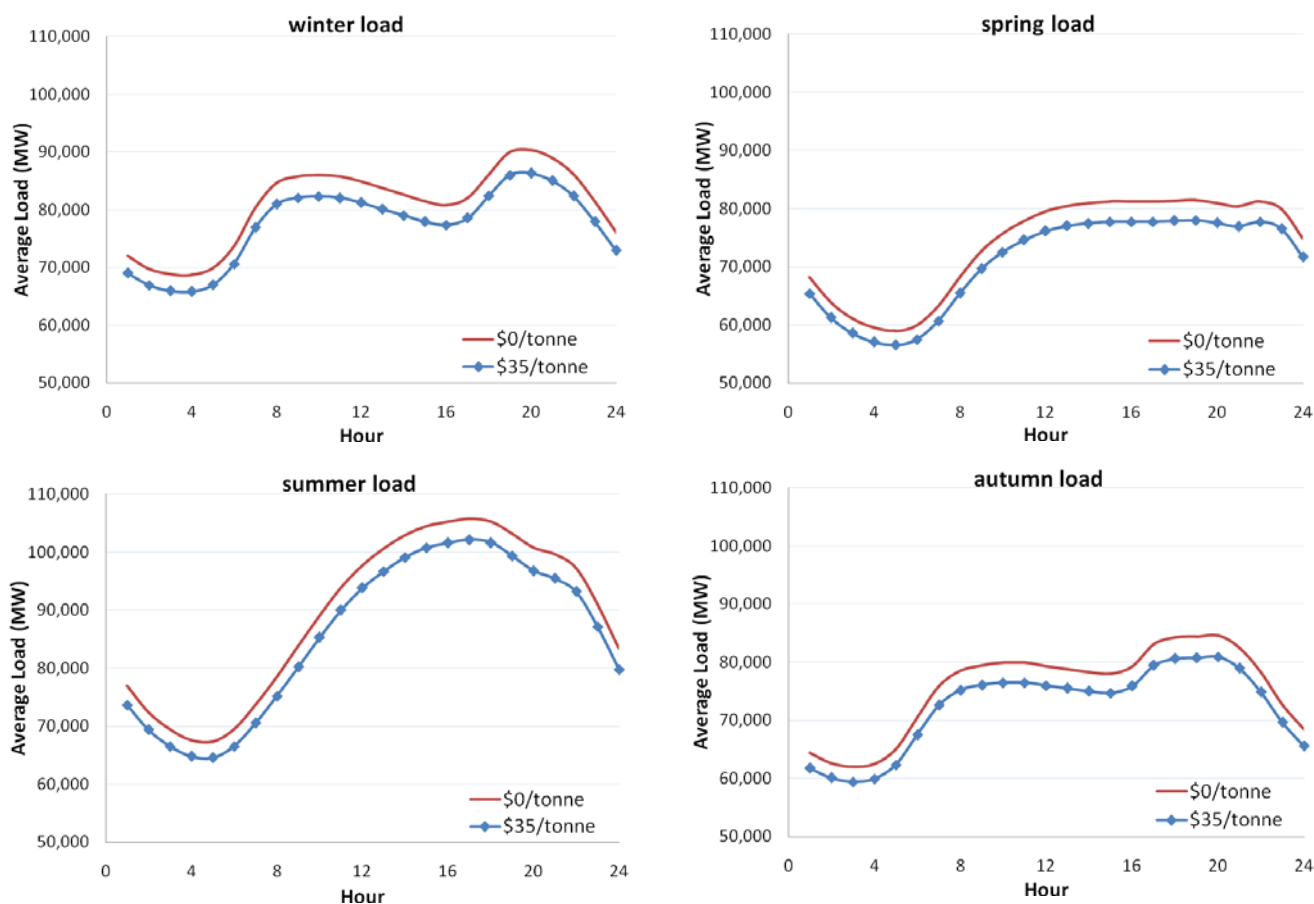 winter load
110,000
100,000
90,000
80,000
70,000
60,000
50,000
Average Load (MW)
$0/tonne
$35/tonne
0 4 8 12 16 20 24
Hour
spring load
110,000
100,000
90,000
80,000
70,000
60,000
50,000
Average Load (MW)
$0/tonne
$35/tonne
0 4 8 12 16 20 24
Hour
summer load
110,000
100,000
90,000
80,000
70,000
60,000
50,000
Average Load (MW)
$0/tonne
$35/tonne
0 4 8 12 16 20 24
Hour
autumn load
110,000
100,000
90,000
80,000
70,000
60,000
50,000
Average Load (MW)
$0/tonne
$35/tonne
0 4 8 12 16 20 24
Hour